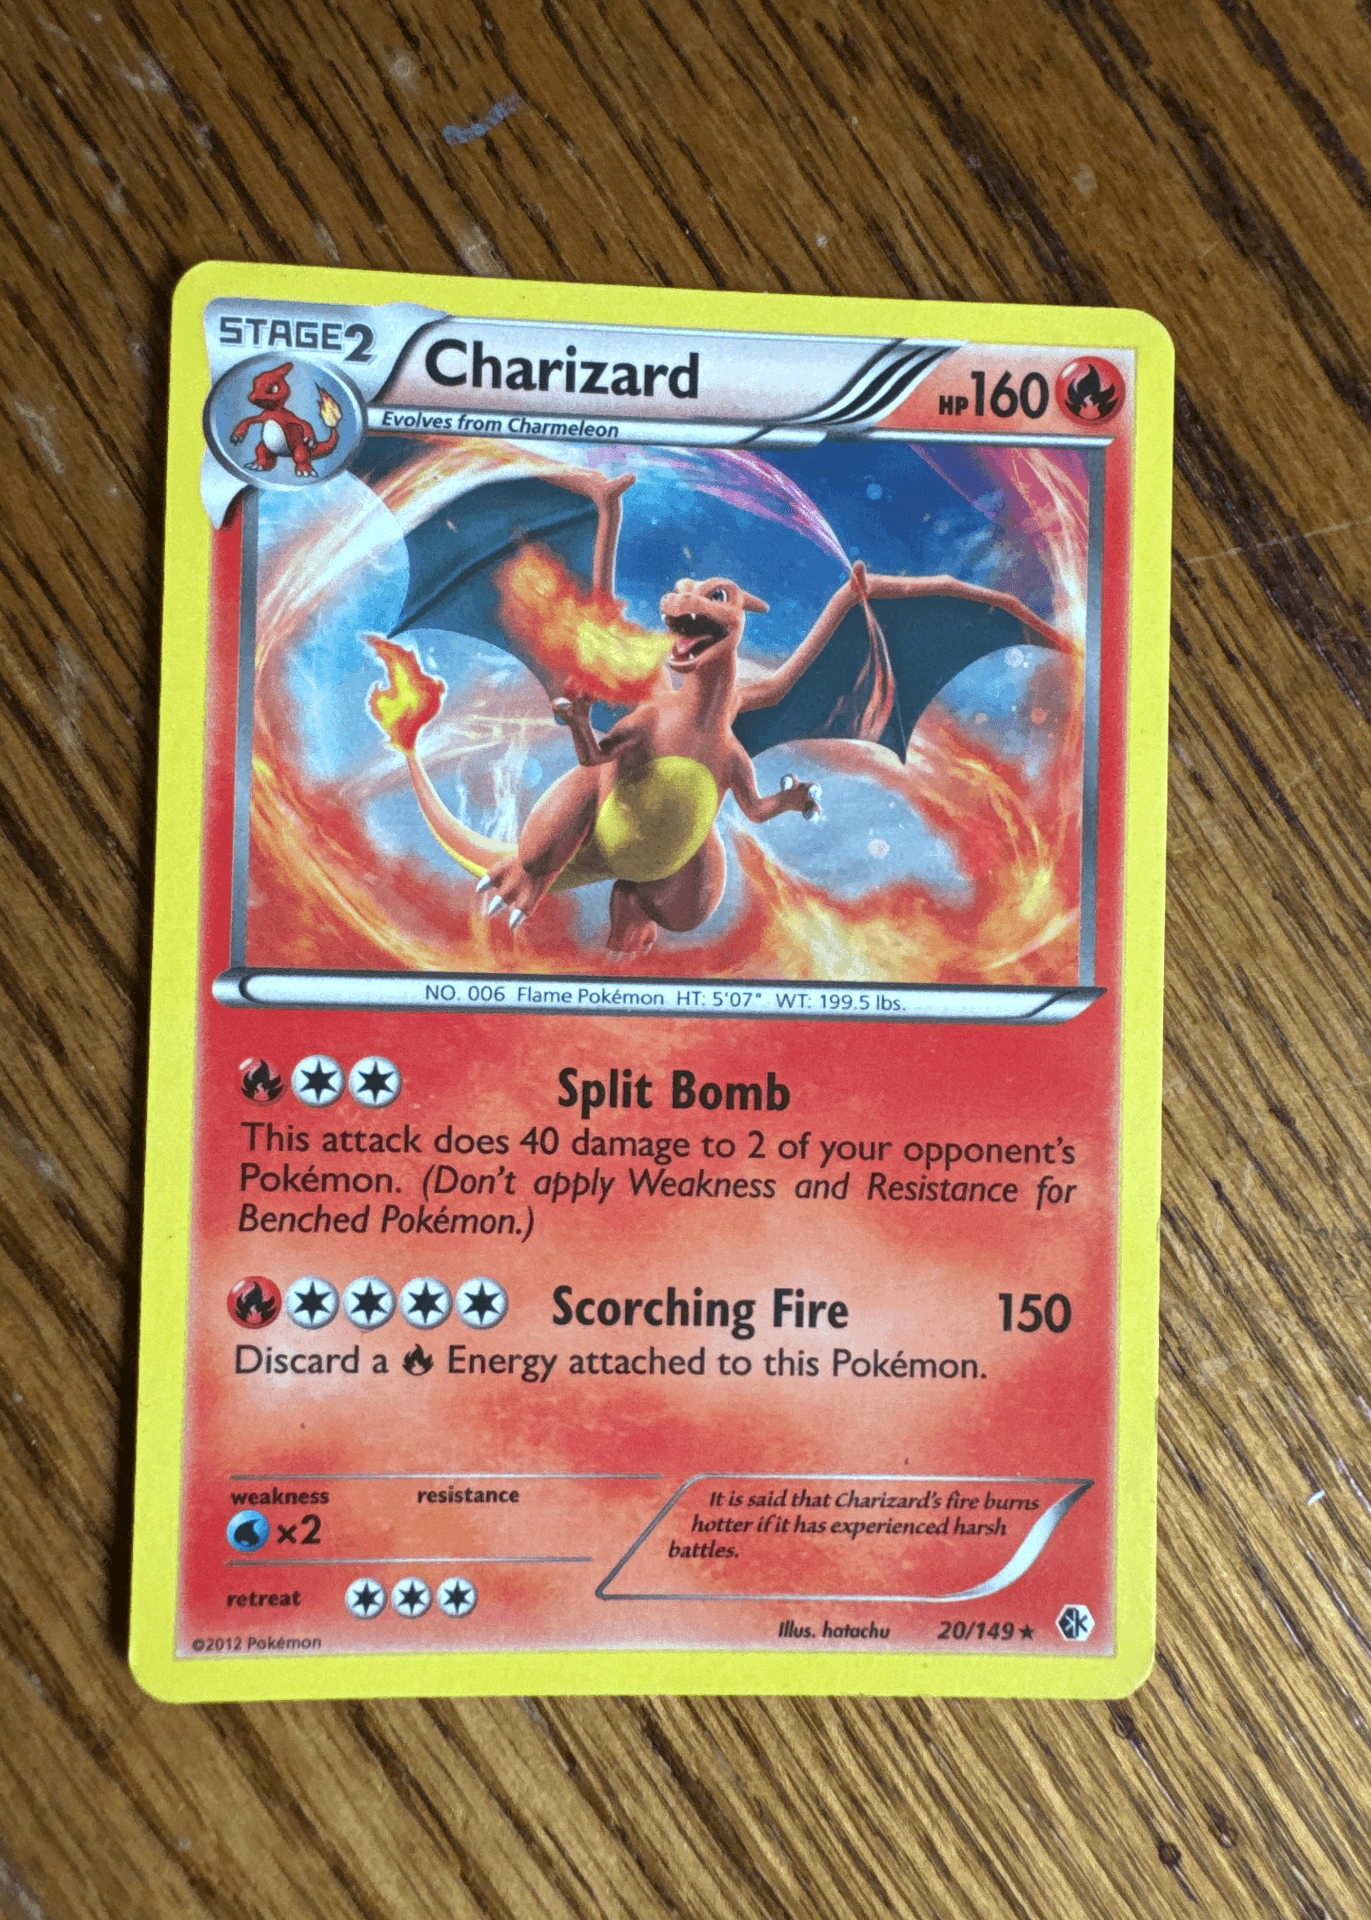 STAGE2
Charizard
HP160
Evolves from Charmeleon
NO. 006 Flame Pokémon HT: 5'07" WT: 199.5 lbs.
Split Bomb
This attack does 40 damage to 2 of your opponent's
Pokémon. (Don't apply Weakness and Resistance for
Benched Pokémon.)
Scorching Fire 150
Discard a Energy attached to this Pokémon.
weakness resistance
×2
It is said that Charizard's fire burns
hotter if it has experienced harsh
battles.
retreat
Illus. hatachu 20/149★
©2012 Pokémon